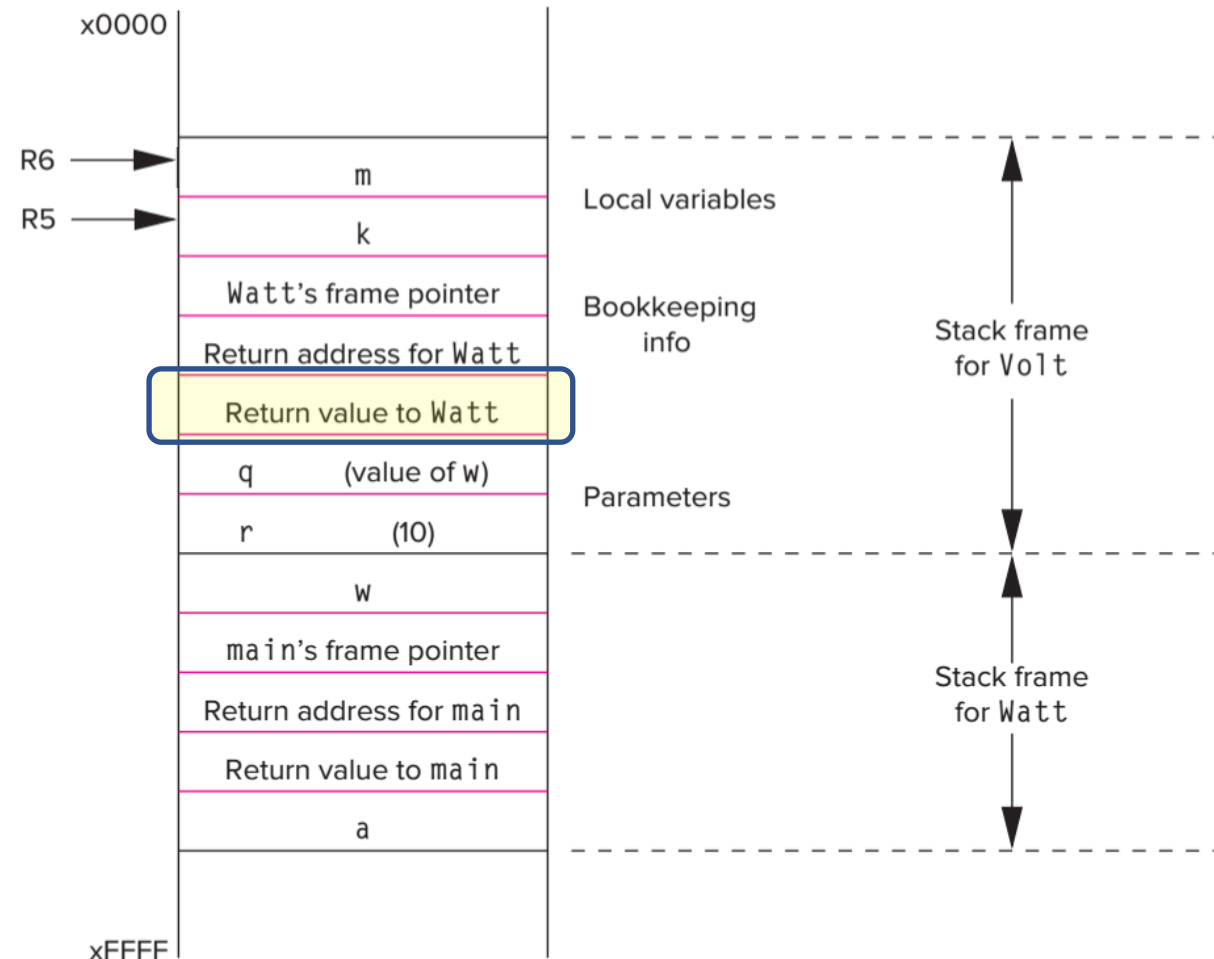 x0000
R6
m
Local variables
R5
k
Watt's frame pointer
Bookkeeping
info
Return address for Watt
Stack frame
for Volt
Return value to Watt
q (value of w)
Parameters
r (10)
w
main's frame pointer
Stack frame
for Watt
Return address for main
Return value to main
a
xFFFF